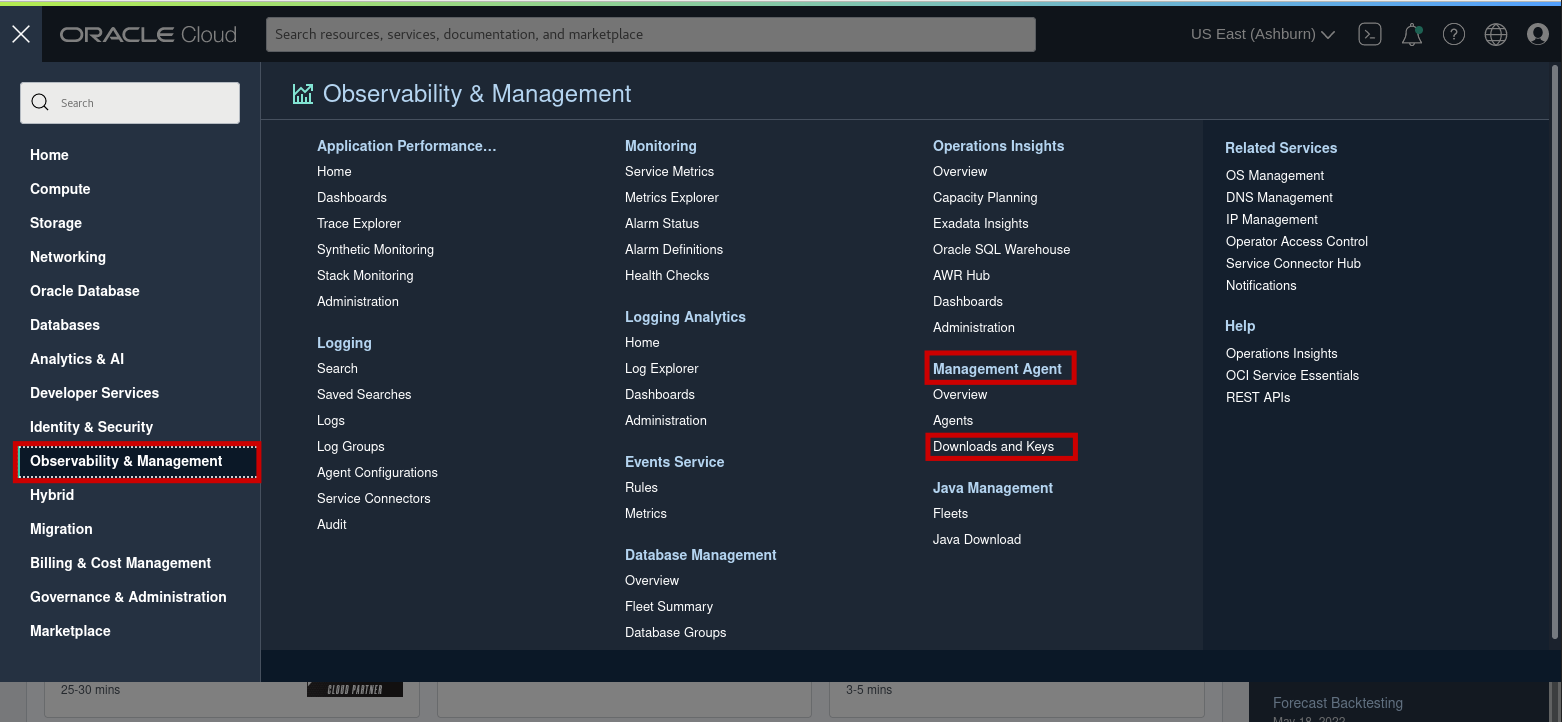 ORACLE Cloud
Search resources, services, documentation, and marketplace
US East (Ashburn)
Search
Home
Compute
Storage
Networking
Oracle Database
Databases
Analytics & AI
Developer Services
Identity & Security
Observability & Management
Hybrid
Migration
Billing & Cost Management
Governance & Administration
Marketplace
Observability & Management
Application Performance...
Home
Dashboards
Trace Explorer
Synthetic Monitoring
Stack Monitoring
Administration
Logging
Search
Saved Searches
Logs
Log Groups
Agent Configurations
Service Connectors
Audit
Monitoring
Service Metrics
Metrics Explorer
Alarm Status
Alarm Definitions
Health Checks
Logging Analytics
Home
Log Explorer
Dashboards
Administration
Events Service
Rules
Metrics
Database Management
Overview
Fleet Summary
Database Groups
Operations Insights
Overview
Capacity Planning
Exadata Insights
Oracle SQL Warehouse
AWR Hub
Dashboards
Administration
Management Agent
Overview
Agents
Downloads and Keys
Java Management
Fleets
Java Download
Related Services
OS Management
DNS Management
IP Management
Operator Access Control
Service Connector Hub
Notifications
Help
Operations Insights
OCI Service Essentials
REST APIs
25-30 mins
CLOUD PARTNER
3-5 mins
Forecast Backtesting
May 18, 2022